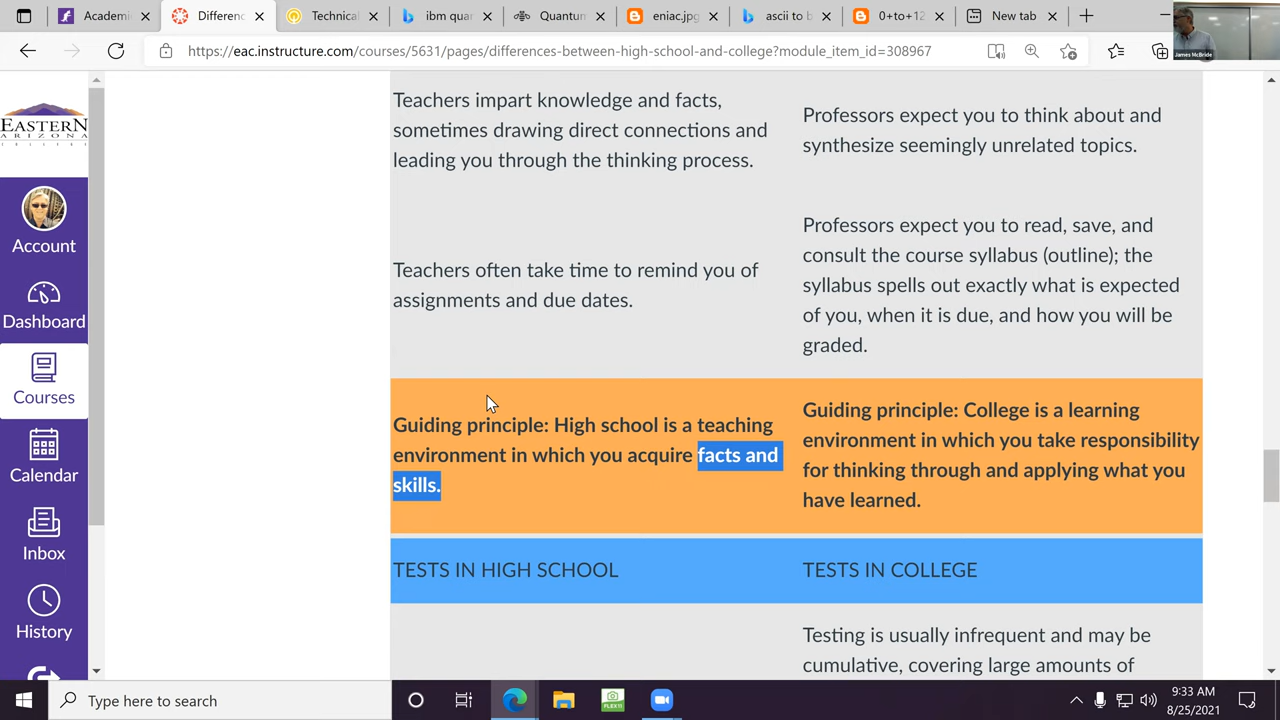 Academi
Differenc
Technical
ibm qua
Quantum
eniac.jpg
ascii to b
0+to+12
New tab
https://eac.instructure.com/courses/5631/pages/differences-between-high-school-and-college?module_item_id=308967
James McBride
EASTERN
ARIZONA
Account
Dashboard
Courses
Calendar
Inbox
History
Teachers impart knowledge and facts,
sometimes drawing direct connections and
leading you through the thinking process.
Professors expect you to think about and
synthesize seemingly unrelated topics.
Teachers often take time to remind you of
assignments and due dates.
Professors expect you to read, save, and
consult the course syllabus (outline); the
syllabus spells out exactly what is expected
of you, when it is due, and how you will be
graded.
Guiding principle: High school is a teaching
environment in which you acquire facts and
skills.
Guiding principle: College is a learning
environment in which you take responsibility
for thinking through and applying what you
have learned.
TESTS IN HIGH SCHOOL
TESTS IN COLLEGE
Testing is usually infrequent and may be
cumulative, covering large amounts of
Type here to search
9:33 AM
8/25/2021